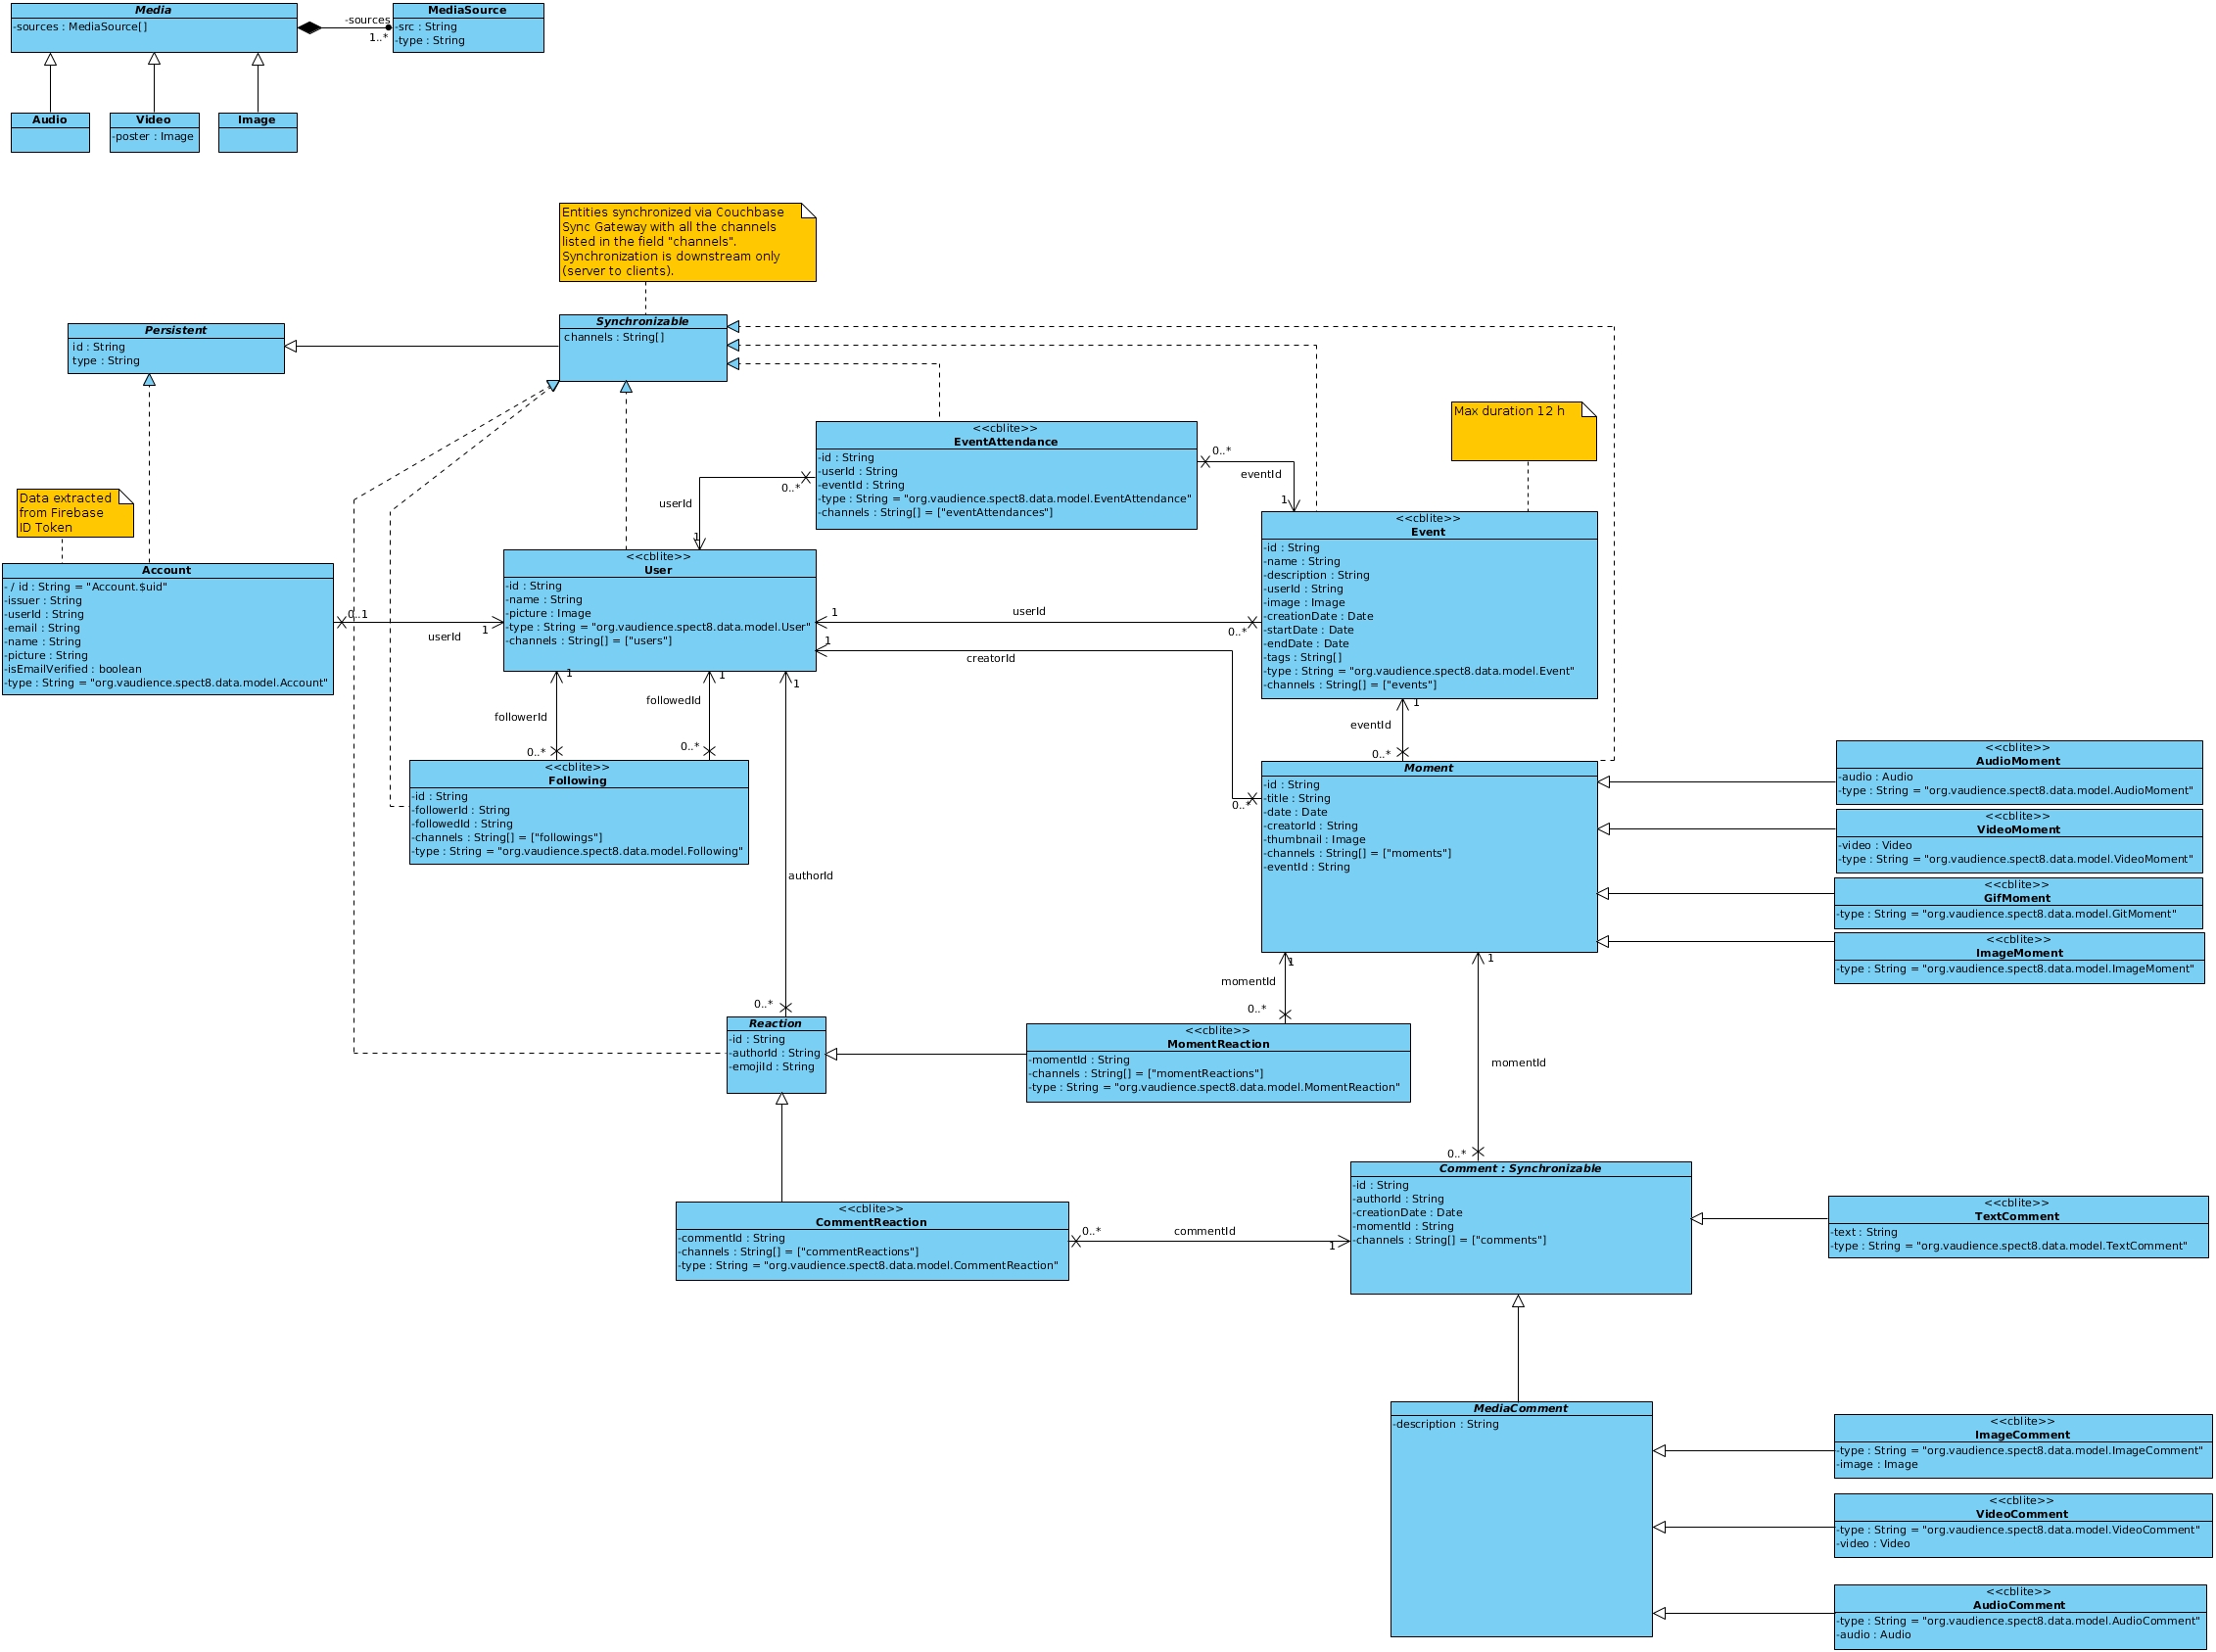 Media
-sources : MediaSource[]
-sources
1..*
MediaSource
-src : String
-type : String
Audio
Video
-poster : Image
Image
Entities synchronized via Couchbase
Sync Gateway with all the channels
listed in the field "channels".
Synchronization is downstream only
(server to clients).
Persistent
id : String
type : String
Synchronizable
channels : String[]
Max duration 12 h
<<cblite>>
EventAttendance
-id : String
-userId : String
-eventId : String
-type : String = "org.vaudience.spect8.data.model.EventAttendance"
-channels : String[] = ["eventAttendances"]
0..*
eventId
1
0..*
userId
1
Data extracted
from Firebase
ID Token
Account
- / id : String = "Account.$uid"
-issuer : String
-userId : String
-email : String
-name : String
-picture : String
-isEmailVerified : boolean
-type : String = "org.vaudience.spect8.data.model.Account"
0..1
userId
1
<<cblite>>
User
-id : String
-name : String
-picture : Image
-type : String = "org.vaudience.spect8.data.model.User"
-channels : String[] = ["users"]
1
userId
0..*
1
creatorId
0..*
<<cblite>>
Event
-id : String
-name : String
-description : String
-userId : String
-image : Image
-creationDate : Date
-startDate : Date
-endDate : Date
-tags : String[]
-type : String = "org.vaudience.spect8.data.model.Event"
-channels : String[] = ["events"]
1
followerId
0..*
1
followedId
0..*
1
authorId
0..*
1
eventId
0..*
<<cblite>>
Following
-id : String
-followerId : String
-followedId : String
-channels : String[] = ["followings"]
-type : String = "org.vaudience.spect8.data.model.Following"
Moment
-id : String
-title : String
-date : Date
-creatorId : String
-thumbnail : Image
-channels : String[] = ["moments"]
-eventId : String
<<cblite>>
AudioMoment
-audio : Audio
-type : String = "org.vaudience.spect8.data.model.AudioMoment"
<<cblite>>
VideoMoment
-video : Video
-type : String = "org.vaudience.spect8.data.model.VideoMoment"
<<cblite>>
GifMoment
-type : String = "org.vaudience.spect8.data.model.GitMoment"
<<cblite>>
ImageMoment
-type : String = "org.vaudience.spect8.data.model.ImageMoment"
1
momentId
0..*
1
momentId
0..*
Reaction
-id : String
-authorId : String
-emojiId : String
<<cblite>>
MomentReaction
-momentId : String
-channels : String[] = ["momentReactions"]
-type : String = "org.vaudience.spect8.data.model.MomentReaction"
<<cblite>>
CommentReaction
-commentId : String
-channels : String[] = ["commentReactions"]
-type : String = "org.vaudience.spect8.data.model.CommentReaction"
0..*
commentId
1
Comment : Synchronizable
-id : String
-authorId : String
-creationDate : Date
-momentId : String
-channels : String[] = ["comments"]
<<cblite>>
TextComment
-text : String
-type : String = "org.vaudience.spect8.data.model.TextComment"
MediaComment
-description : String
<<cblite>>
ImageComment
-type : String = "org.vaudience.spect8.data.model.ImageComment"
-image : Image
<<cblite>>
VideoComment
-type : String = "org.vaudience.spect8.data.model.VideoComment"
-video : Video
<<cblite>>
AudioComment
-type : String = "org.vaudience.spect8.data.model.AudioComment"
-audio : Audio